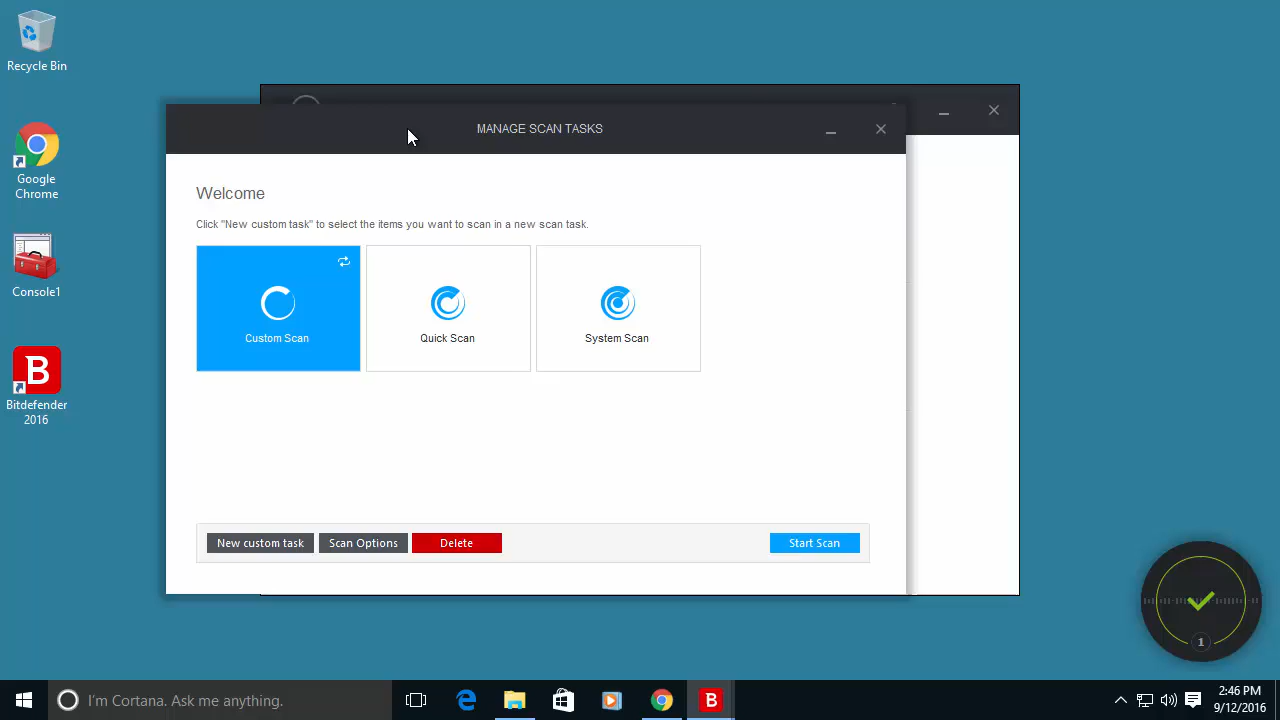 Recycle Bin
Google
Chrome
Console1
Bitdefender
2016
MANAGE SCAN TASKS
Welcome
Click "New custom task" to select the items you want to scan in a new scan task.
Custom Scan
Quick Scan
System Scan
New custom task
Scan Options
Delete
Start Scan
1
I'm Cortana. Ask me anything.
2:46 PM
9/12/2016